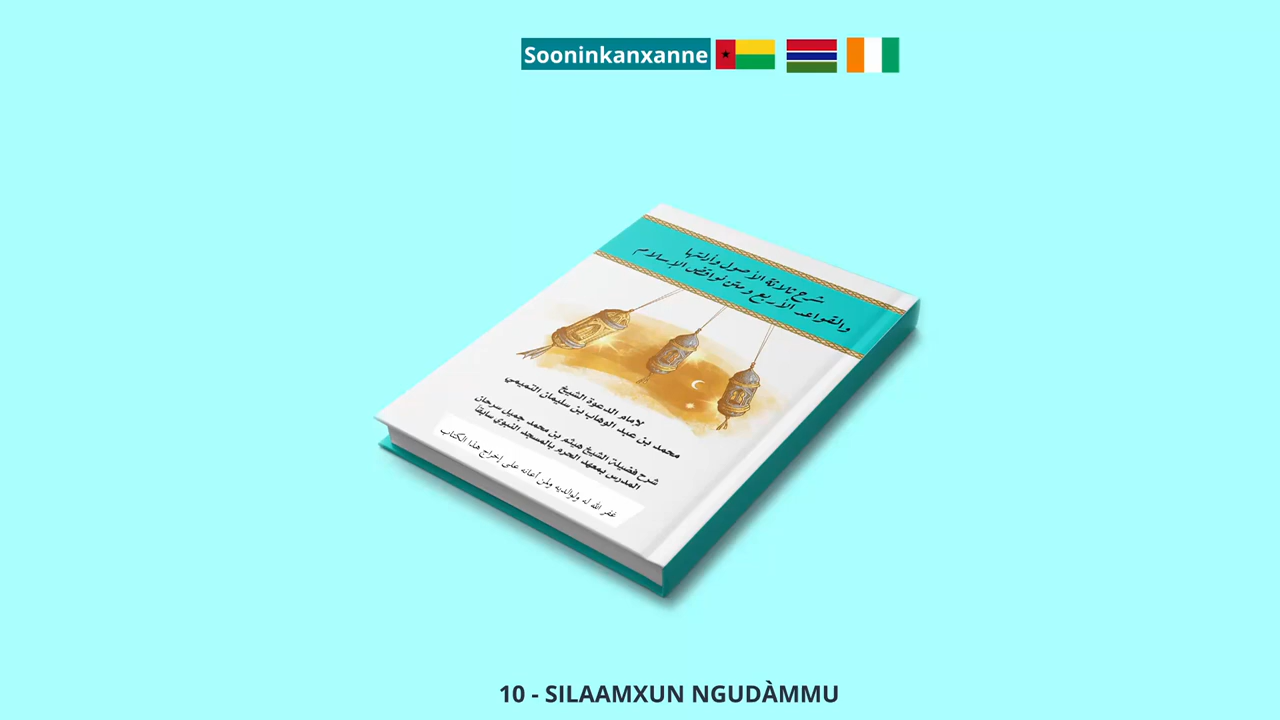 Sooninkanxanne
شرح ثلاثة الأصول وأدلتها
والقواعد الأربع و متن نواقض الإسلام
لإمام الدعوة الشيخ
محمد بن عبد الوهاب بن سليمان التميمي
شرح فضيلة الشيخ هيثم بن محمد جميل سرحان
المدرس بمعهد الحرم بالمسجد النبوي سابقا
غفر الله له ولوالديه ولمن أعانه على إخراج هذا الكتاب
10 - SILAAMXUN NGUDÀMMU